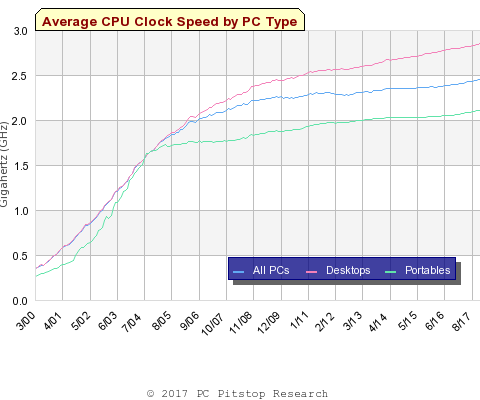 Average CPU Clock Speed by PC Type
Gigahertz (GHz)
3.0
2.5
2.0
1.5
1.0
0.5
0.0
3/00 4/01 5/02 6/03 7/04 8/05 9/06 10/07 11/08 12/09 1/11 2/12 3/13 4/14 5/15 6/16 8/17
All PCs Desktops Portables
© 2017 PC Pitstop Research